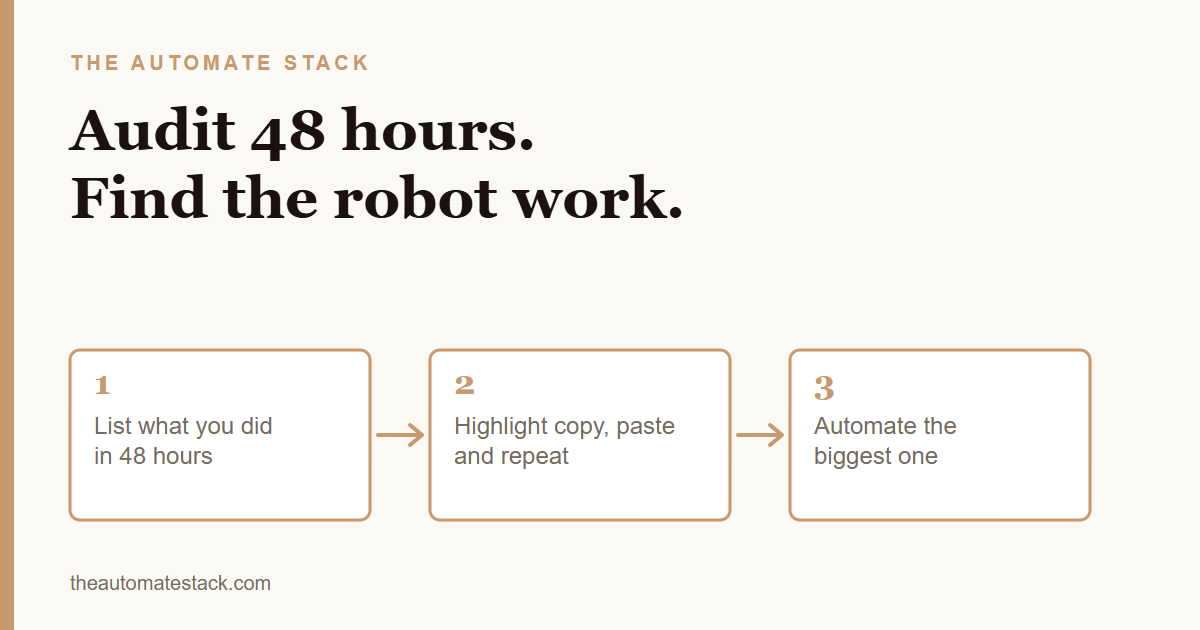 THE AUTOMATE STACK
Audit 48 hours.
Find the robot work.
1
List what you did
in 48 hours
2
Highlight copy, paste
and repeat
3
Automate the
biggest one
theautomatestack.com